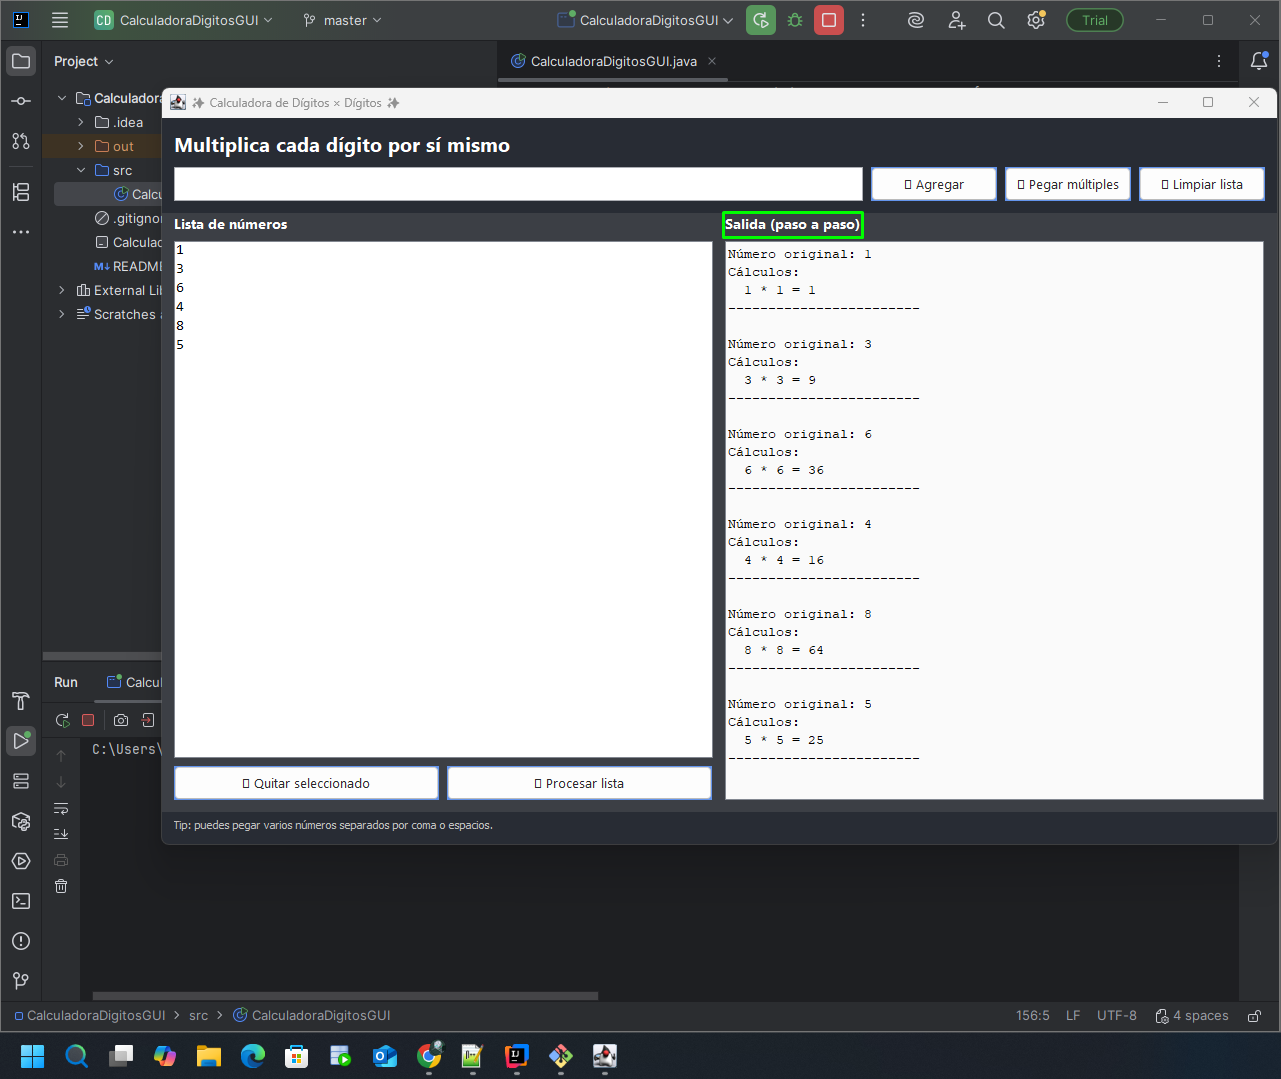 CD CalculadoraDigitosGUI
master
CalculadoraDigitosGUI
Trial
Project
CalculadoraDigitosGUI.java
Calculadora
.idea
out
src
Calcu
.gitignor
Calculad
README
External Lib
Scratches a
Calculadora de Dígitos × Dígitos
Multiplica cada dígito por sí mismo
Agregar
Pegar múltiples
Limpiar lista
Lista de números
1
3
6
4
8
5
Quitar seleccionado
Procesar lista
Salida (paso a paso)
Número original: 1
Cálculos:
1 * 1 = 1
------------------------
Número original: 3
Cálculos:
3 * 3 = 9
------------------------
Número original: 6
Cálculos:
6 * 6 = 36
------------------------
Número original: 4
Cálculos:
4 * 4 = 16
------------------------
Número original: 8
Cálculos:
8 * 8 = 64
------------------------
Número original: 5
Cálculos:
5 * 5 = 25
------------------------
Tip: puedes pegar varios números separados por coma o espacios.
Run
Calcul
C:\Users\
CalculadoraDigitosGUI > src > CalculadoraDigitosGUI
156:5 LF UTF-8 4 spaces